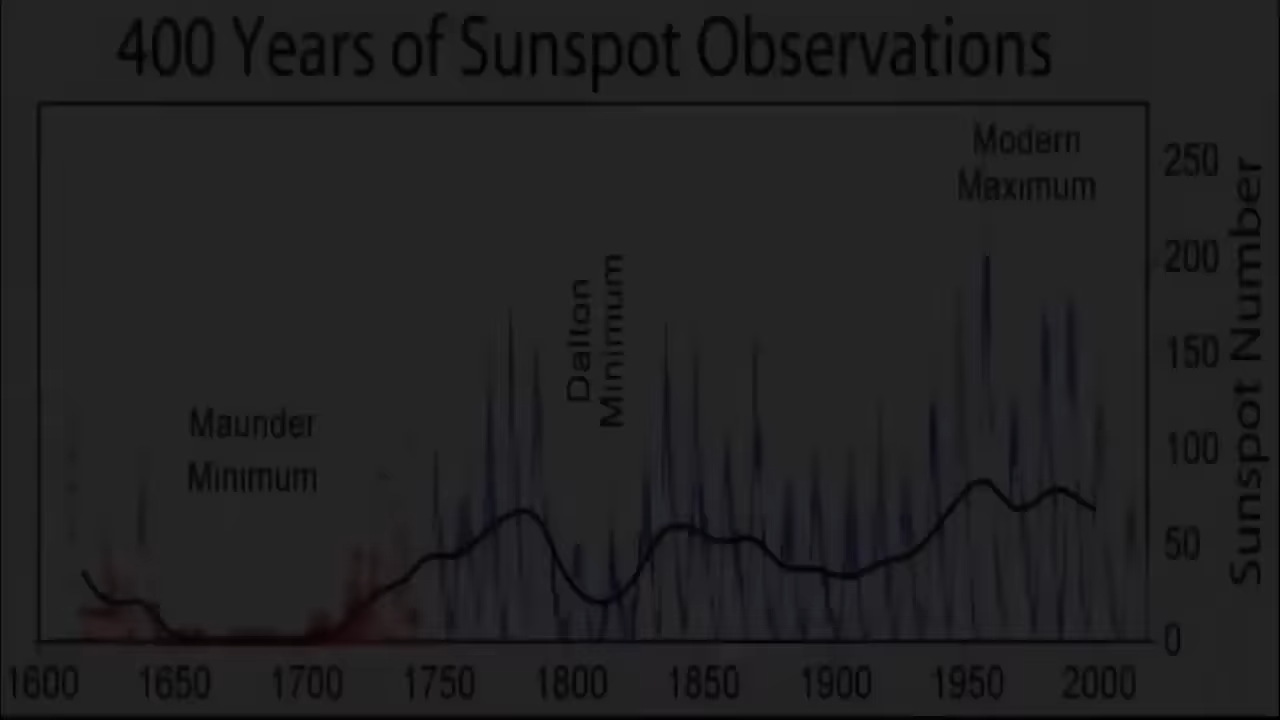 400 Years of Sunspot Observations
Modern
Maximum
250
200
150
100
50
0
Sunspot Number
Dalton
Minimum
Maunder
Minimum
1600 1650 1700 1750 1800 1850 1900 1950 2000